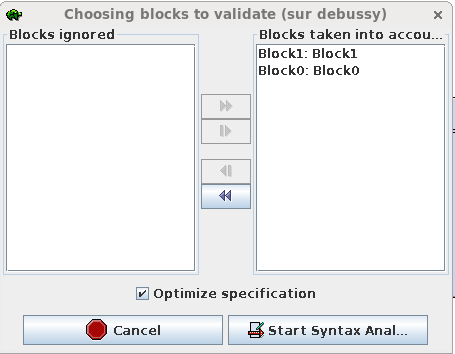 Choosing blocks to validate (sur debussy)
Blocks ignored
Blocks taken into accou...
Block1: Block1
Block0: Block0
Optimize specification
Cancel
Start Syntax Anal...